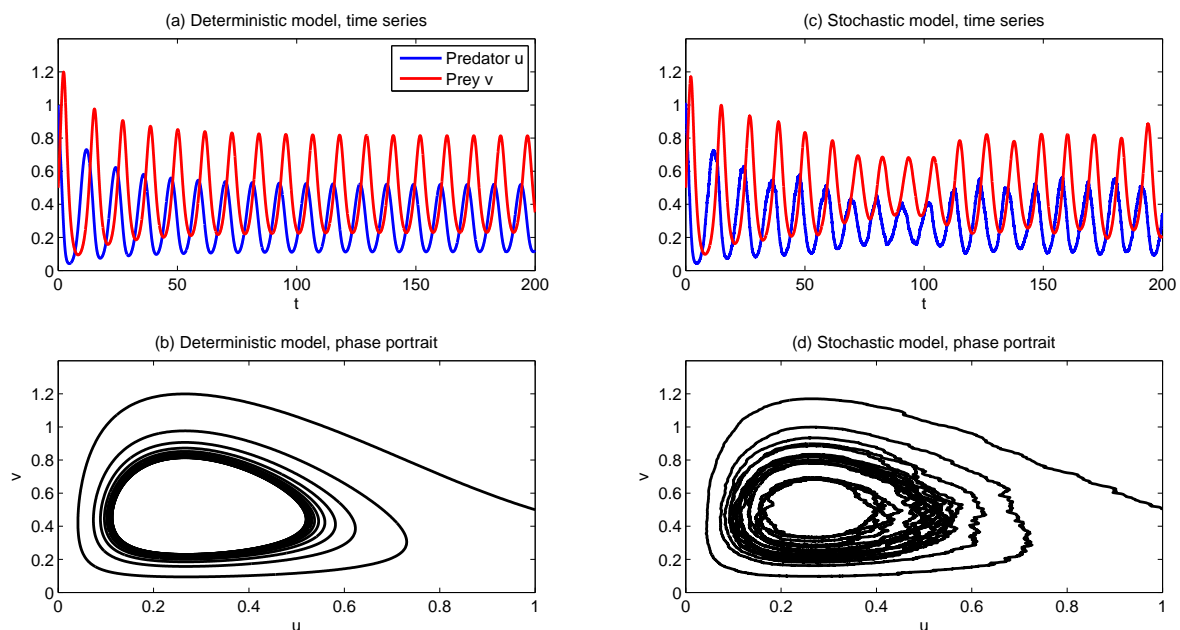 (a) Deterministic model, time series
1.2
1
0.8
0.6
0.4
0.2
0
0 50 100 150 200
t
Predator u
Prey v
(c) Stochastic model, time series
1.2
1
0.8
0.6
0.4
0.2
0
0 50 100 150 200
t
(b) Deterministic model, phase portrait
1.2
1
0.8
0.6
0.4
0.2
0
v
0 0.2 0.4 0.6 0.8 1
u
(d) Stochastic model, phase portrait
1.2
1
0.8
0.6
0.4
0.2
0
v
0 0.2 0.4 0.6 0.8 1
u